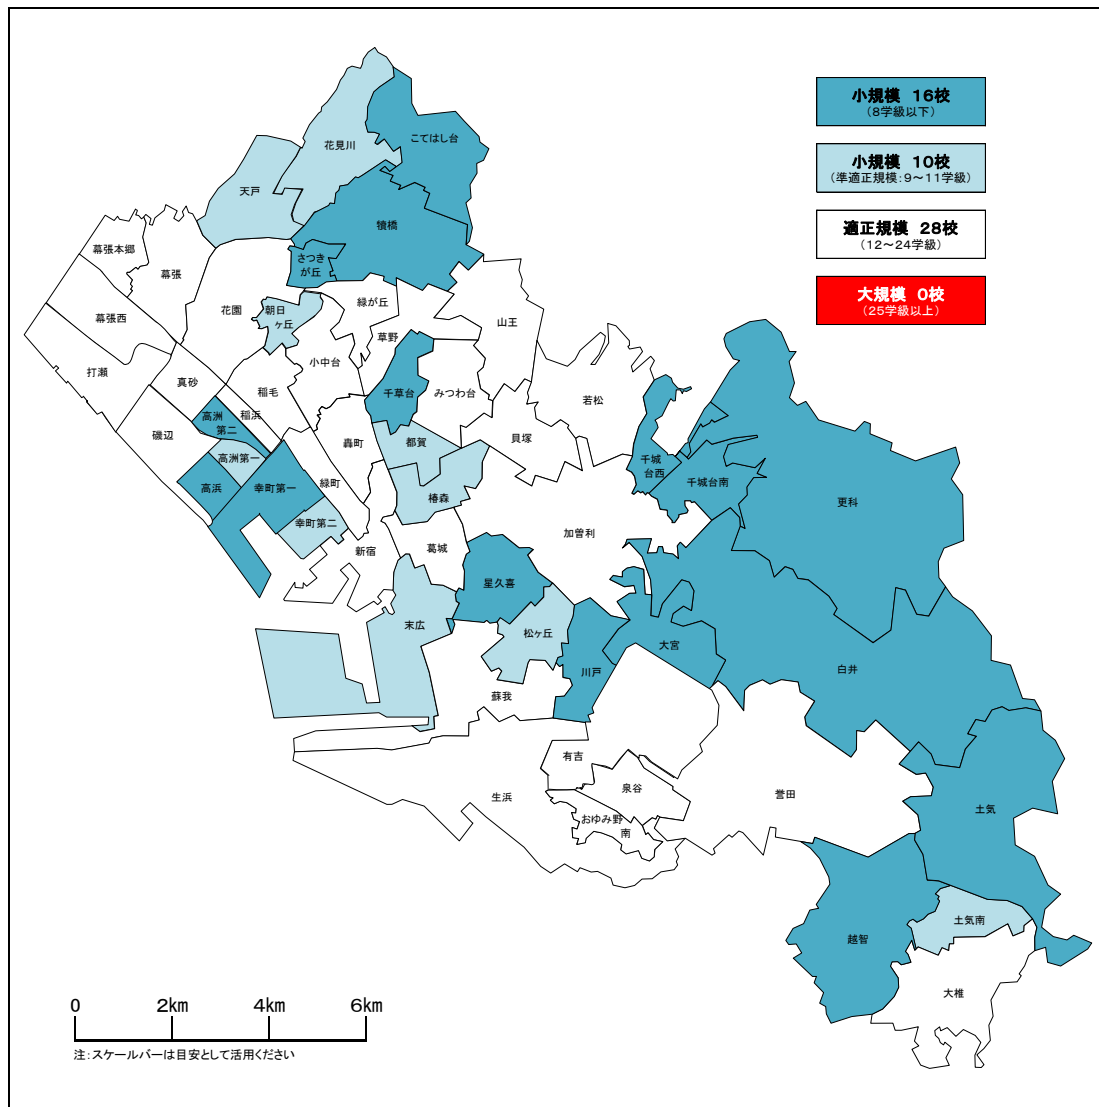 小規模 16校
(8学級以下)
小規模 10校
(準適正規模:9～11学級)
適正規模 28校
(12～24学級)
大規模 0校
(25学級以上)
こてはし台
花見川
天戸
犢橋
幕張本郷
幕張
さつき
が丘
花園
朝日
ヶ丘
緑が丘
山王
幕張西
草野
小中台
打瀬
真砂
稲毛
千草台
みつわ台
若松
高洲
第二
稲浜
磯辺
轟町
都賀
貝塚
高洲第一
千城
台西
千城台南
高浜
幸町第一
緑町
椿森
更科
幸町第二
加曽利
新宿
葛城
星久喜
末広
松ヶ丘
大宮
川戸
白井
蘇我
有吉
泉谷
生浜
誉田
おゆみ野
南
土気
土気南
越智
大椎
0
2km
4km
6km
注:スケールバーは目安として活用ください